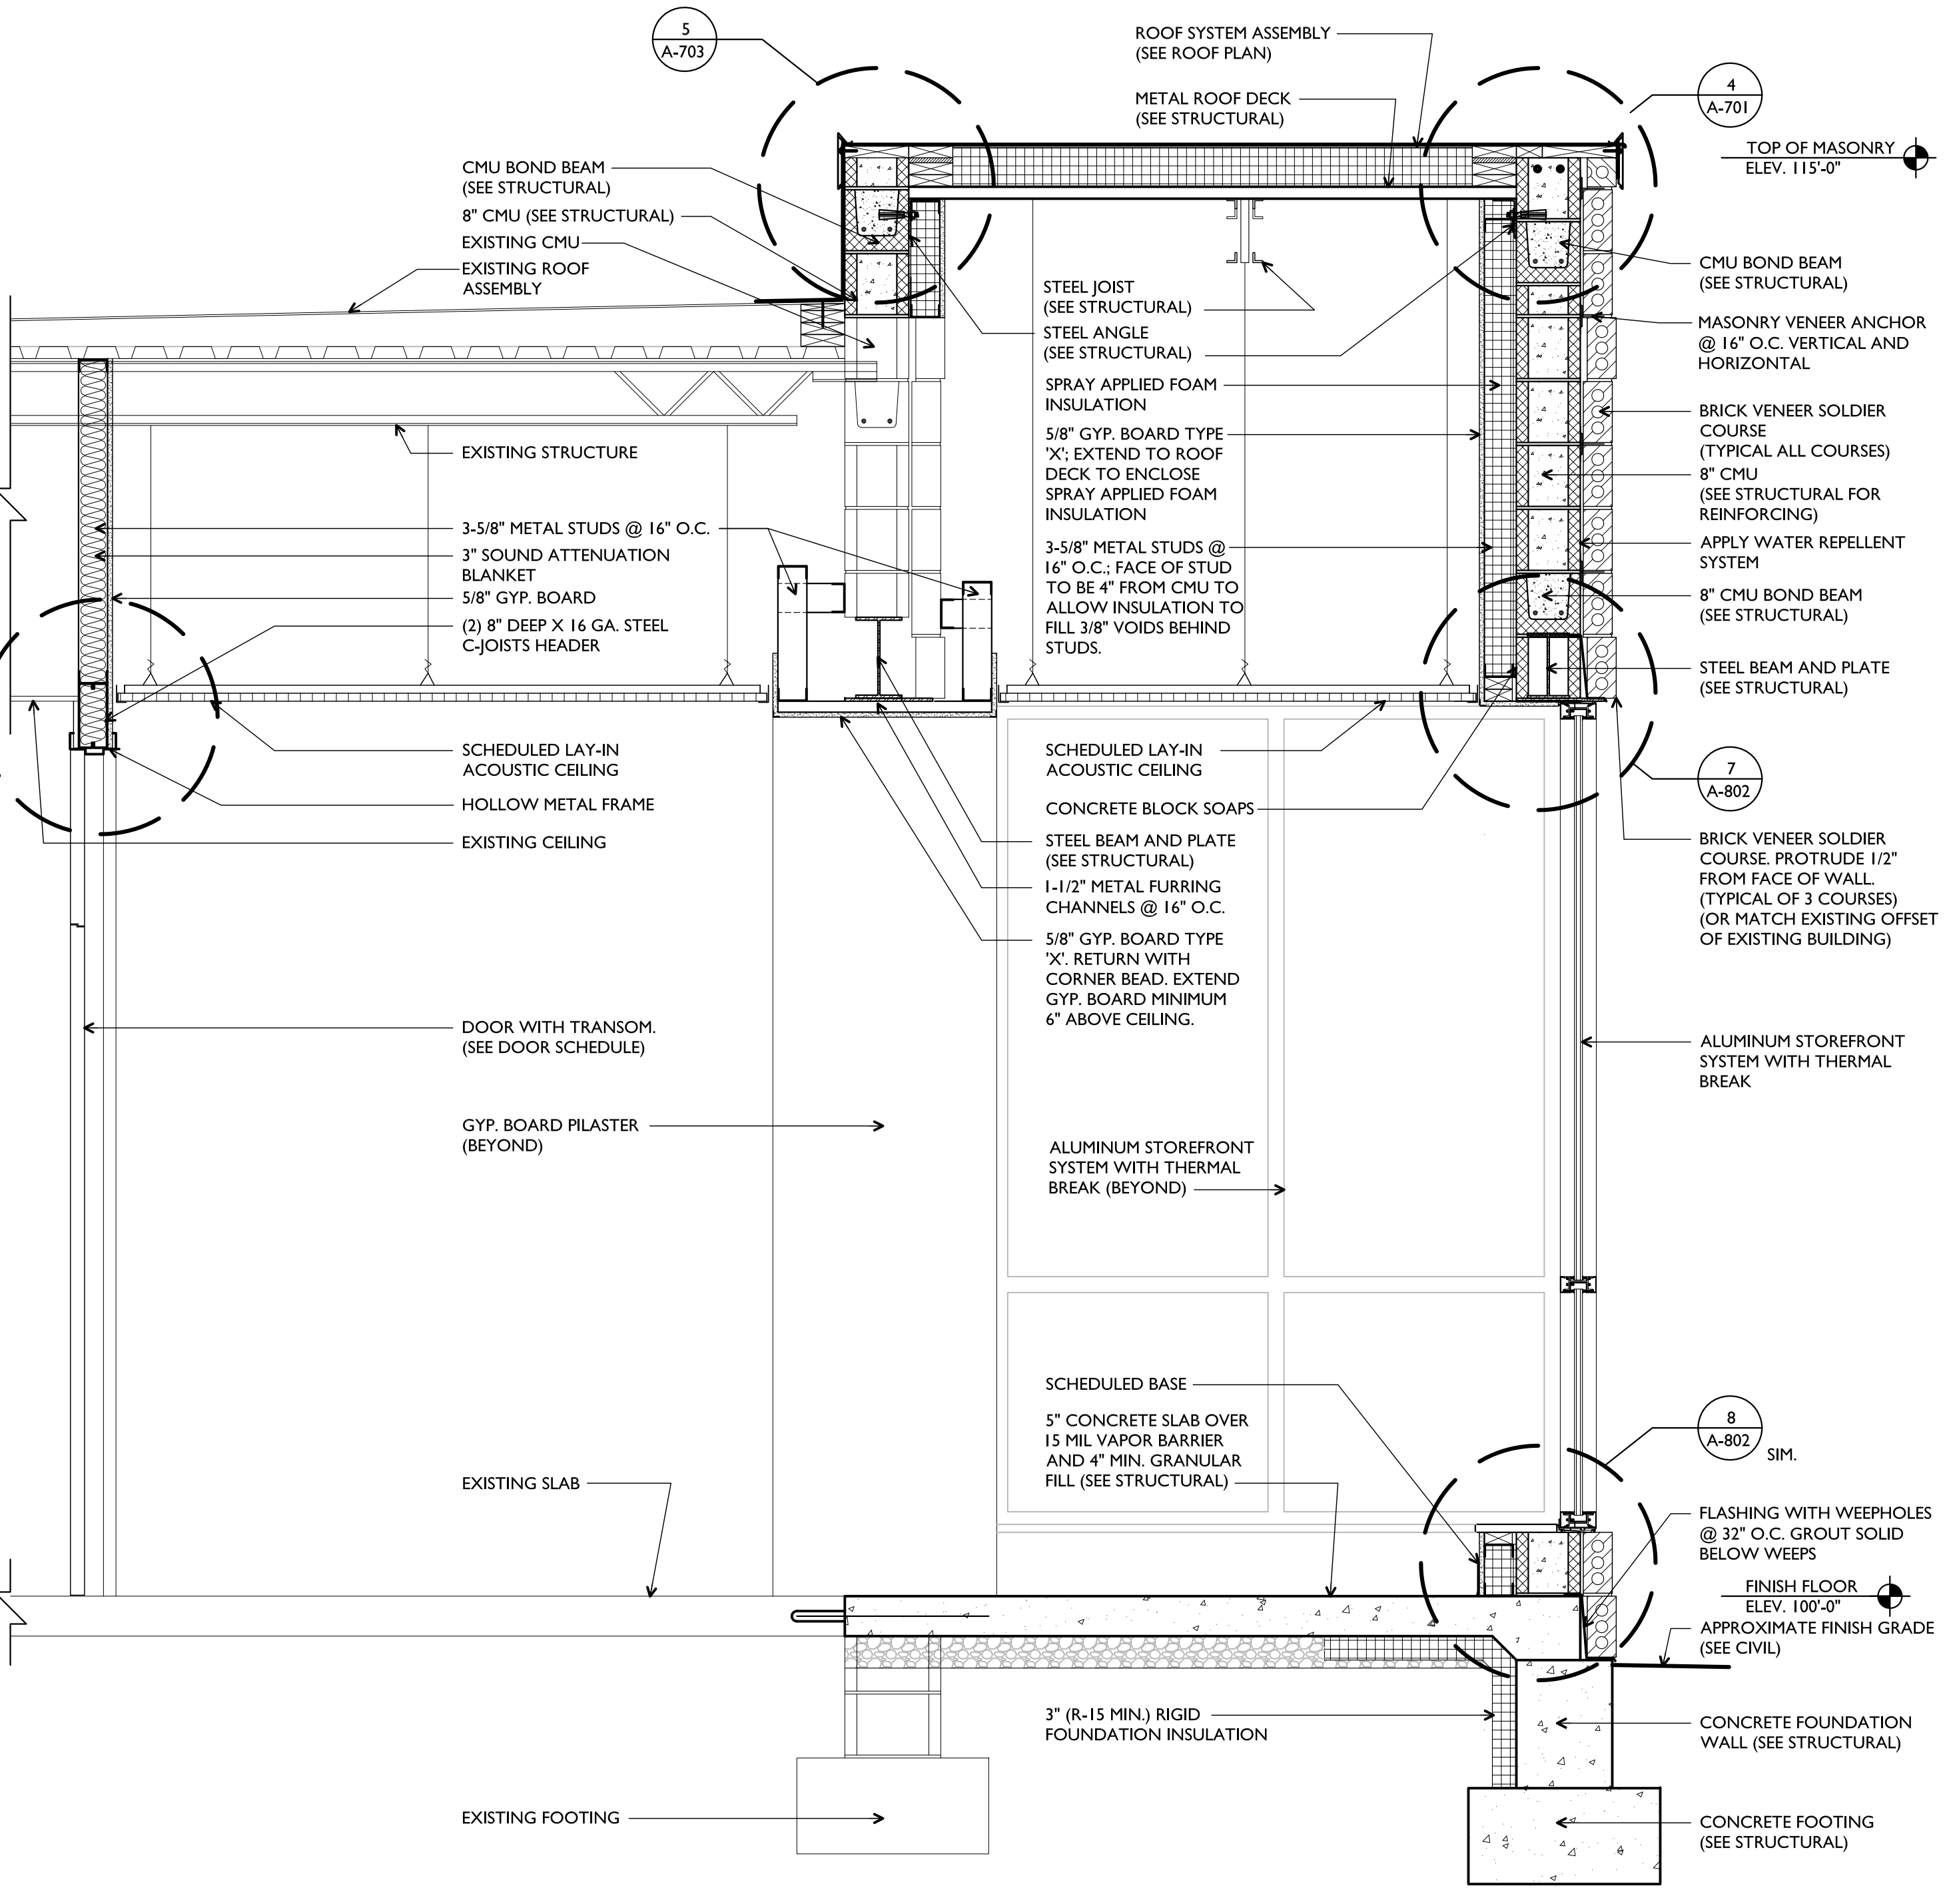 5
A-703
ROOF SYSTEM ASSEMBLY
(SEE ROOF PLAN)
METAL ROOF DECK
(SEE STRUCTURAL)
4
A-701
TOP OF MASONRY
ELEV. 115'-0"
CMU BOND BEAM
(SEE STRUCTURAL)
8" CMU (SEE STRUCTURAL)
EXISTING CMU
EXISTING ROOF
ASSEMBLY
EXISTING STRUCTURE
3-5/8" METAL STUDS @ 16" O.C.
3" SOUND ATTENUATION
BLANKET
5/8" GYP. BOARD
(2) 8" DEEP X 16 GA. STEEL
C-JOISTS HEADER
SCHEDULED LAY-IN
ACOUSTIC CEILING
HOLLOW METAL FRAME
EXISTING CEILING
DOOR WITH TRANSOM.
(SEE DOOR SCHEDULE)
GYP. BOARD PILASTER
(BEYOND)
EXISTING SLAB
EXISTING FOOTING
STEEL JOIST
(SEE STRUCTURAL)
STEEL ANGLE
(SEE STRUCTURAL)
SPRAY APPLIED FOAM
INSULATION
5/8" GYP. BOARD TYPE
'X'; EXTEND TO ROOF
DECK TO ENCLOSE
SPRAY APPLIED FOAM
INSULATION
3-5/8" METAL STUDS @
16" O.C.; FACE OF STUD
TO BE 4" FROM CMU TO
ALLOW INSULATION TO
FILL 3/8" VOIDS BEHIND
STUDS.
SCHEDULED LAY-IN
ACOUSTIC CEILING
CONCRETE BLOCK SOAPS
STEEL BEAM AND PLATE
(SEE STRUCTURAL)
1-1/2" METAL FURRING
CHANNELS @ 16" O.C.
5/8" GYP. BOARD TYPE
'X'. RETURN WITH
CORNER BEAD. EXTEND
GYP. BOARD MINIMUM
6" ABOVE CEILING.
ALUMINUM STOREFRONT
SYSTEM WITH THERMAL
BREAK (BEYOND)
SCHEDULED BASE
5" CONCRETE SLAB OVER
15 MIL VAPOR BARRIER
AND 4" MIN. GRANULAR
FILL (SEE STRUCTURAL)
3" (R-15 MIN.) RIGID
FOUNDATION INSULATION
CMU BOND BEAM
(SEE STRUCTURAL)
MASONRY VENEER ANCHOR
@ 16" O.C. VERTICAL AND
HORIZONTAL
BRICK VENEER SOLDIER
COURSE
(TYPICAL ALL COURSES)
8" CMU
(SEE STRUCTURAL FOR
REINFORCING)
APPLY WATER REPELLENT
SYSTEM
8" CMU BOND BEAM
(SEE STRUCTURAL)
STEEL BEAM AND PLATE
(SEE STRUCTURAL)
7
A-802
BRICK VENEER SOLDIER
COURSE. PROTRUDE 1/2"
FROM FACE OF WALL.
(TYPICAL OF 3 COURSES)
(OR MATCH EXISTING OFFSET
OF EXISTING BUILDING)
ALUMINUM STOREFRONT
SYSTEM WITH THERMAL
BREAK
8
A-802
SIM.
FLASHING WITH WEEPHOLES
@ 32" O.C. GROUT SOLID
BELOW WEEPS
FINISH FLOOR
ELEV. 100'-0"
APPROXIMATE FINISH GRADE
(SEE CIVIL)
CONCRETE FOUNDATION
WALL (SEE STRUCTURAL)
CONCRETE FOOTING
(SEE STRUCTURAL)